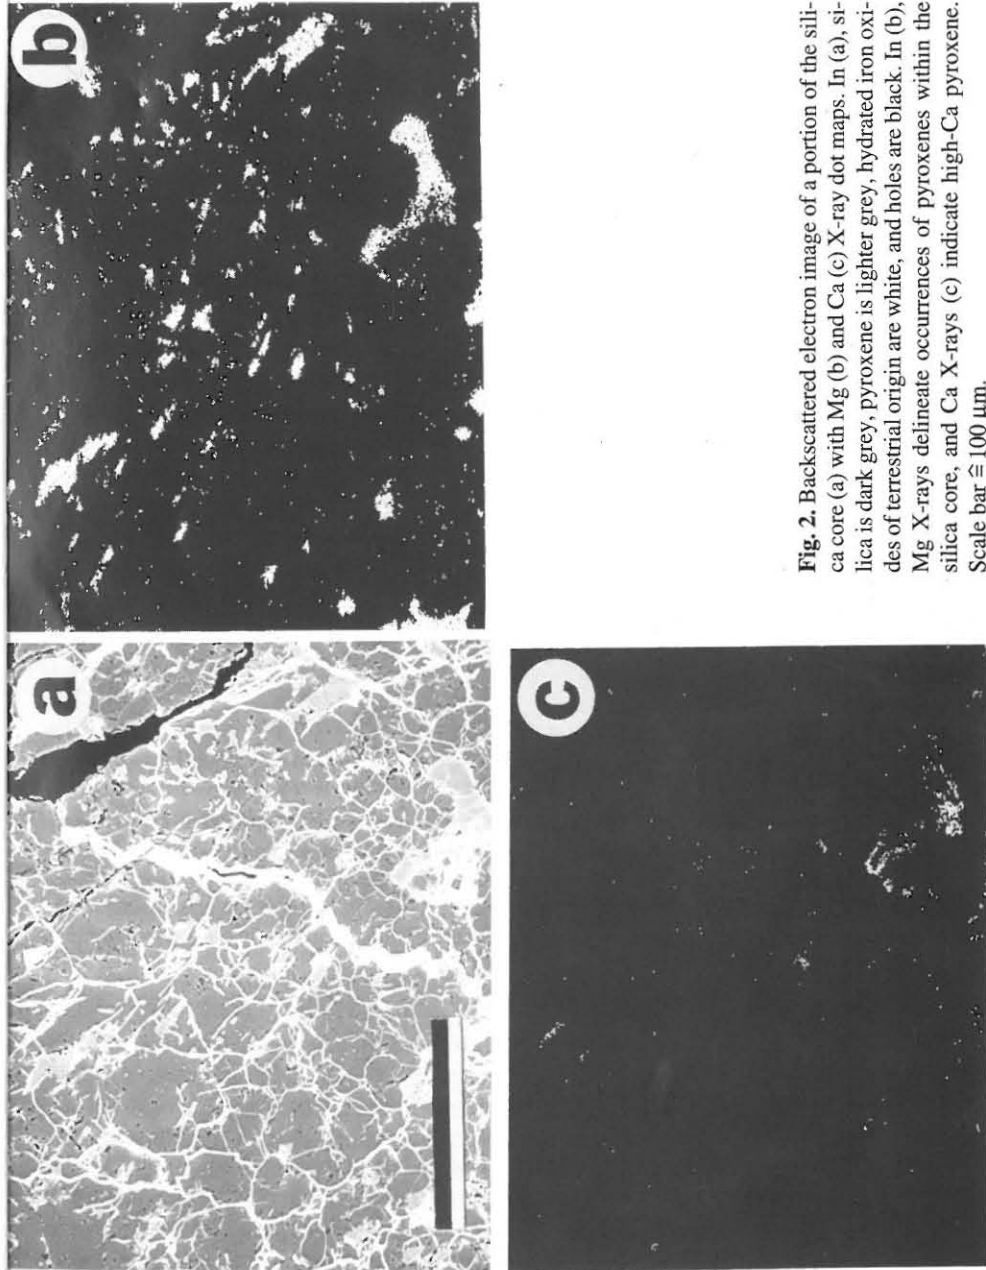 a
b
c
Fig. 2. Backscattered electron image of a portion of the sili-
ca core (a) with Mg (b) and Ca (c) X-ray dot maps. In (a), si-
lica is dark grey, pyroxene is lighter grey, hydrated iron oxi-
des of terrestrial origin are white, and holes are black. In (b),
Mg X-rays delineate occurrences of pyroxenes within the
silica core, and Ca X-rays (c) indicate high-Ca pyroxene.
Scale bar ≙ 100 µm.